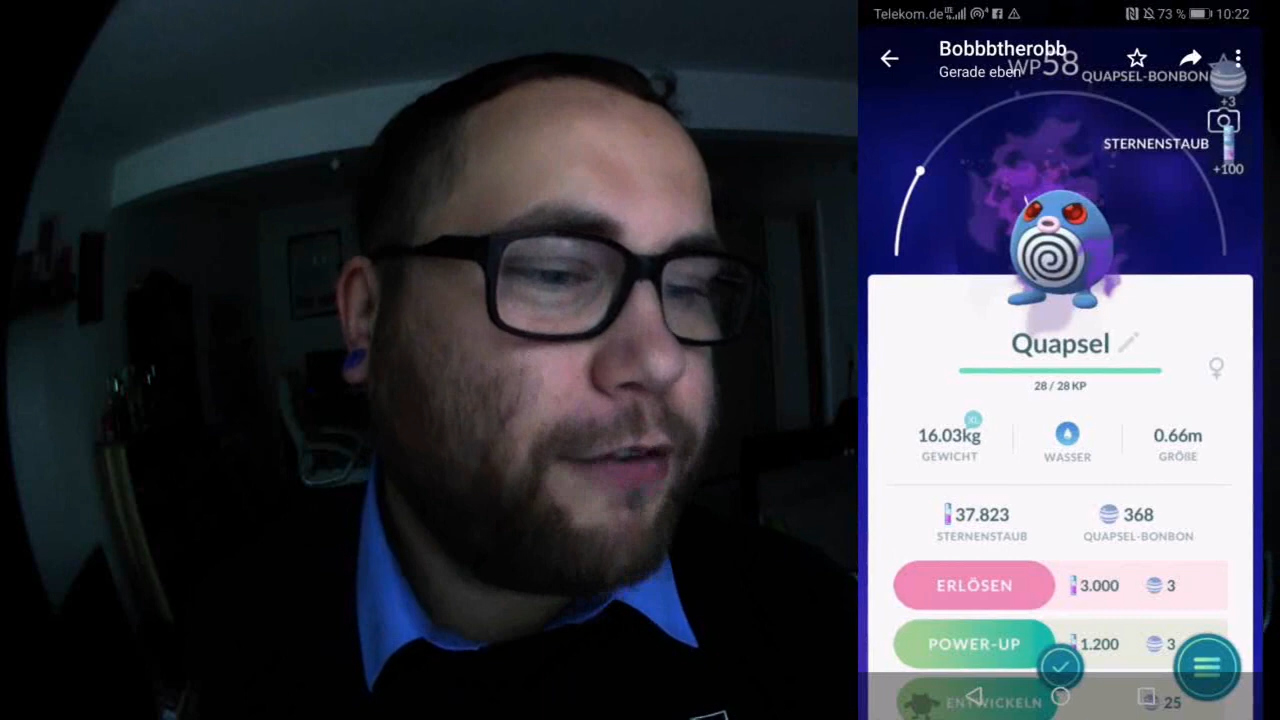 Telekom.de
73 % 10:22
Bobbbtherobb
Gerade eben
WP58
QUAPSEL-BONBON
+3
STERNENSTAUB
+100
Quapsel
28 / 28 KP
XL
16.03kg
0.66m
GEWICHT
WASSER
GRÖßE
37.823
368
STERNENSTAUB
QUAPSEL-BONBON
ERLÖSEN 3.000 3
POWER-UP 1.200 3
ENTWICKELN 25